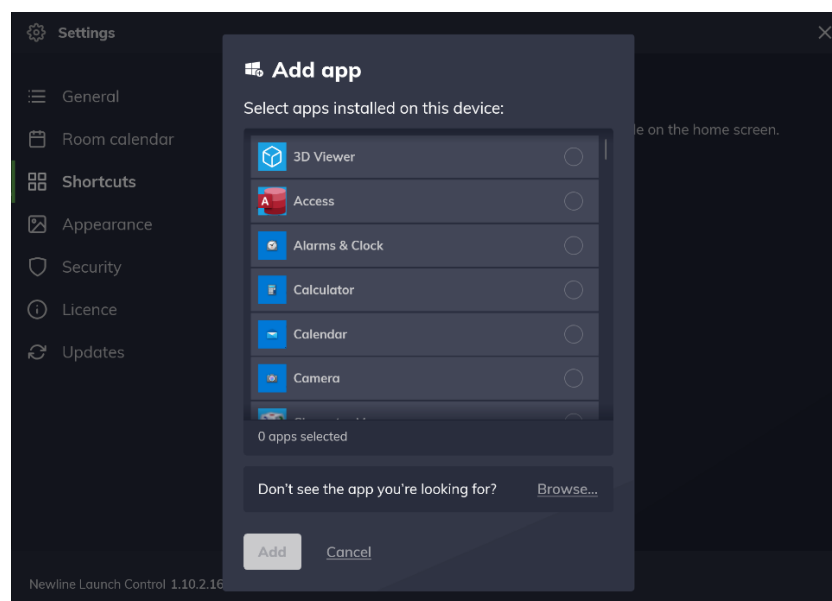 Settings
General
Room calendar
Shortcuts
Appearance
Security
Licence
Updates
le on the home screen.
Add app
Select apps installed on this device:
3D Viewer
Access
Alarms & Clock
Calculator
Calendar
Camera
0 apps selected
Don't see the app you're looking for? Browse...
Add Cancel
Newline Launch Control 1.10.2.16